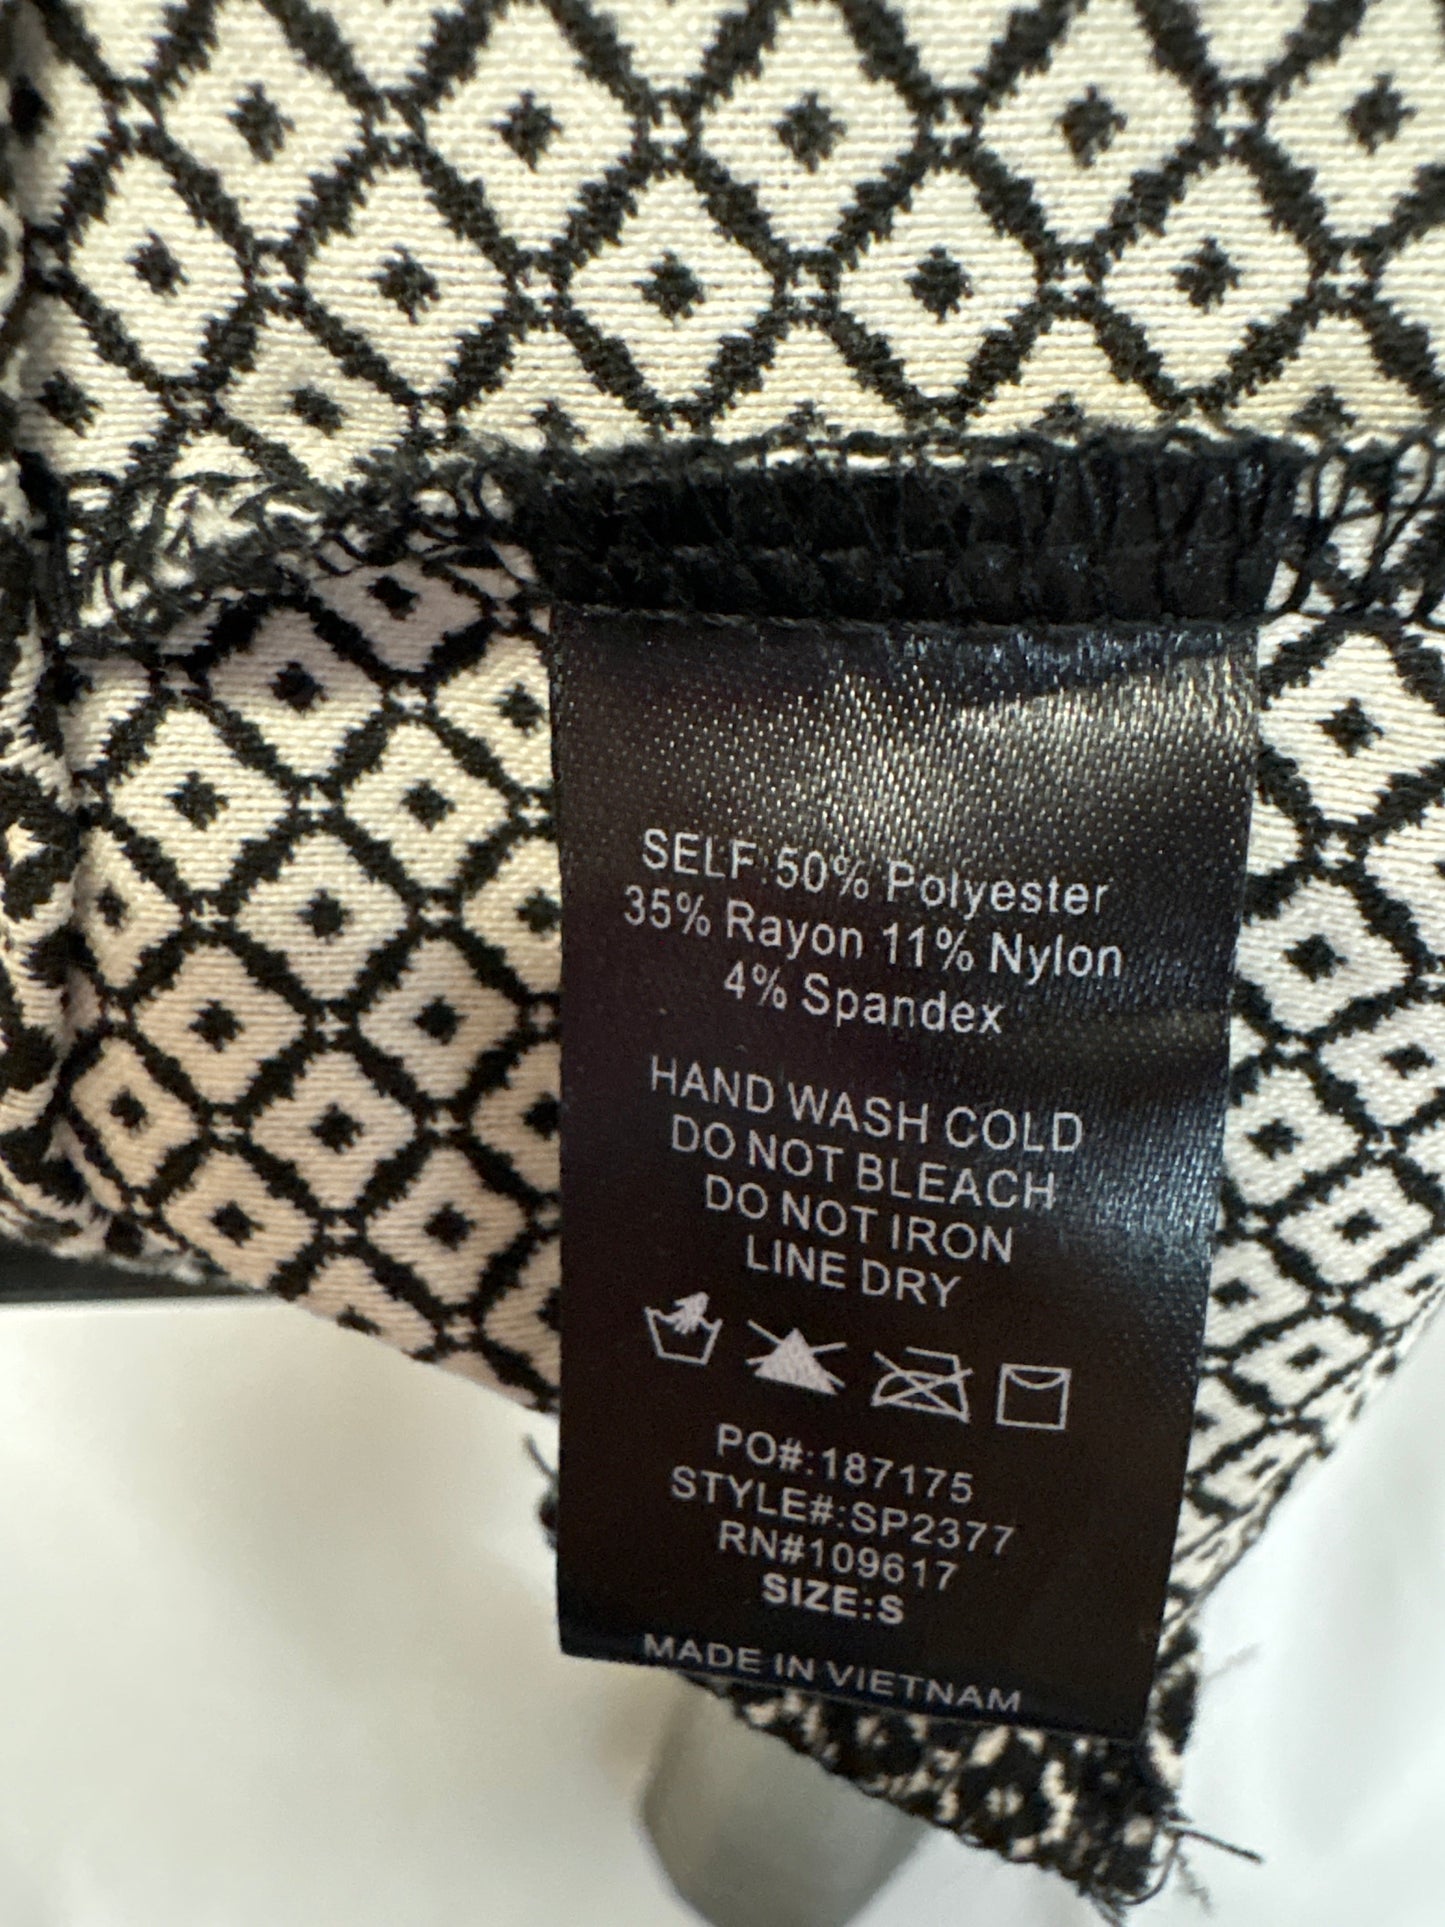 SELF:50% Polyester
35% Rayon 11% Nylon
4% Spandex
HAND WASH COLD
DO NOT BLEACH
DO NOT IRON
LINE DRY
PO#:187175
STYLE#:SP2377
RN#109617
SIZE:S
MADE IN VIETNAM